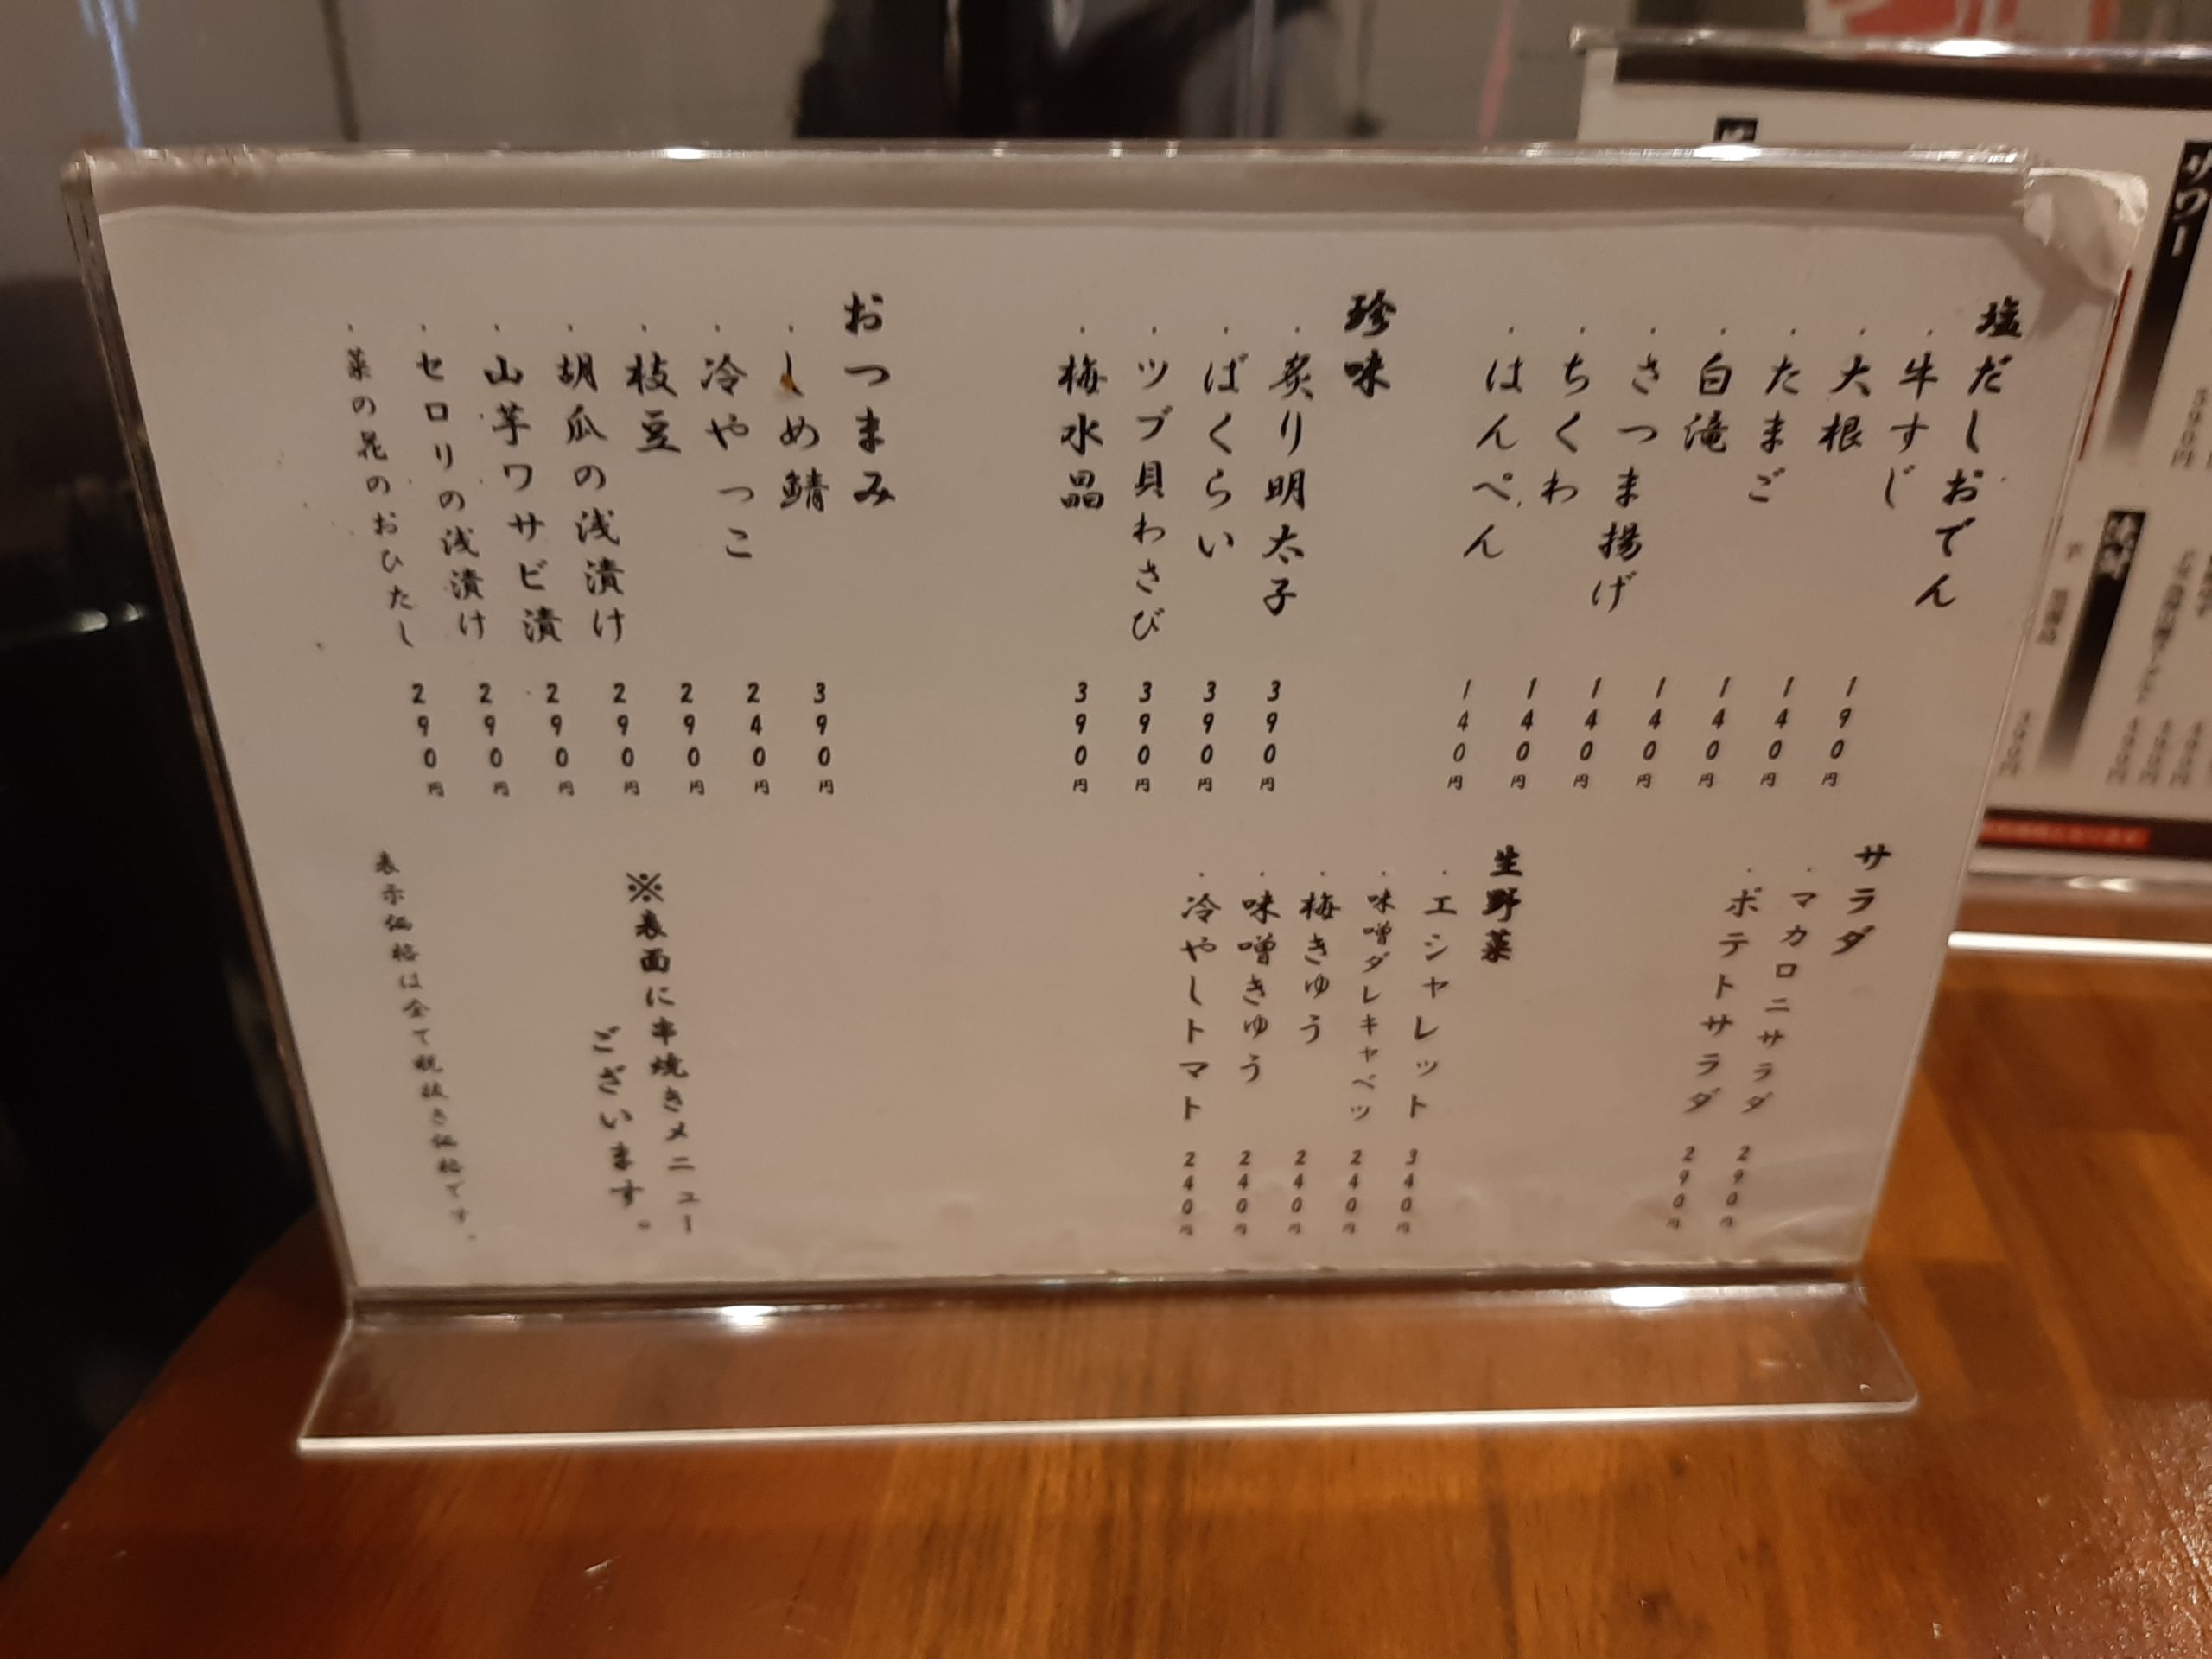 塩だしおでん
・牛すじ 190円
・大根 140円
・たまご 140円
・白滝 140円
・さつま揚げ 140円
・ちくわ 140円
・はんぺん 140円
珍味
・炙り明太子 390円
・ばくらい 390円
・ツブ貝わさび 390円
・梅水晶 390円
おつまみ
・しめ鯖 390円
・冷やっこ 240円
・枝豆 290円
・胡瓜の浅漬け 290円
・山芋ワサビ漬 290円
・セロリの浅漬け 290円
・菜の花のおひたし 290円
サラダ
・マカロニサラダ 290円
・ポテトサラダ 290円
生野菜
・エシャレット 340円
・味噌ダレキャベツ 240円
・梅きゅう 240円
・味噌きゅう 240円
・冷やしトマト 240円
※表面に串焼きメニュー
ございます。
表示価格は全て税抜き価格です。
サワー